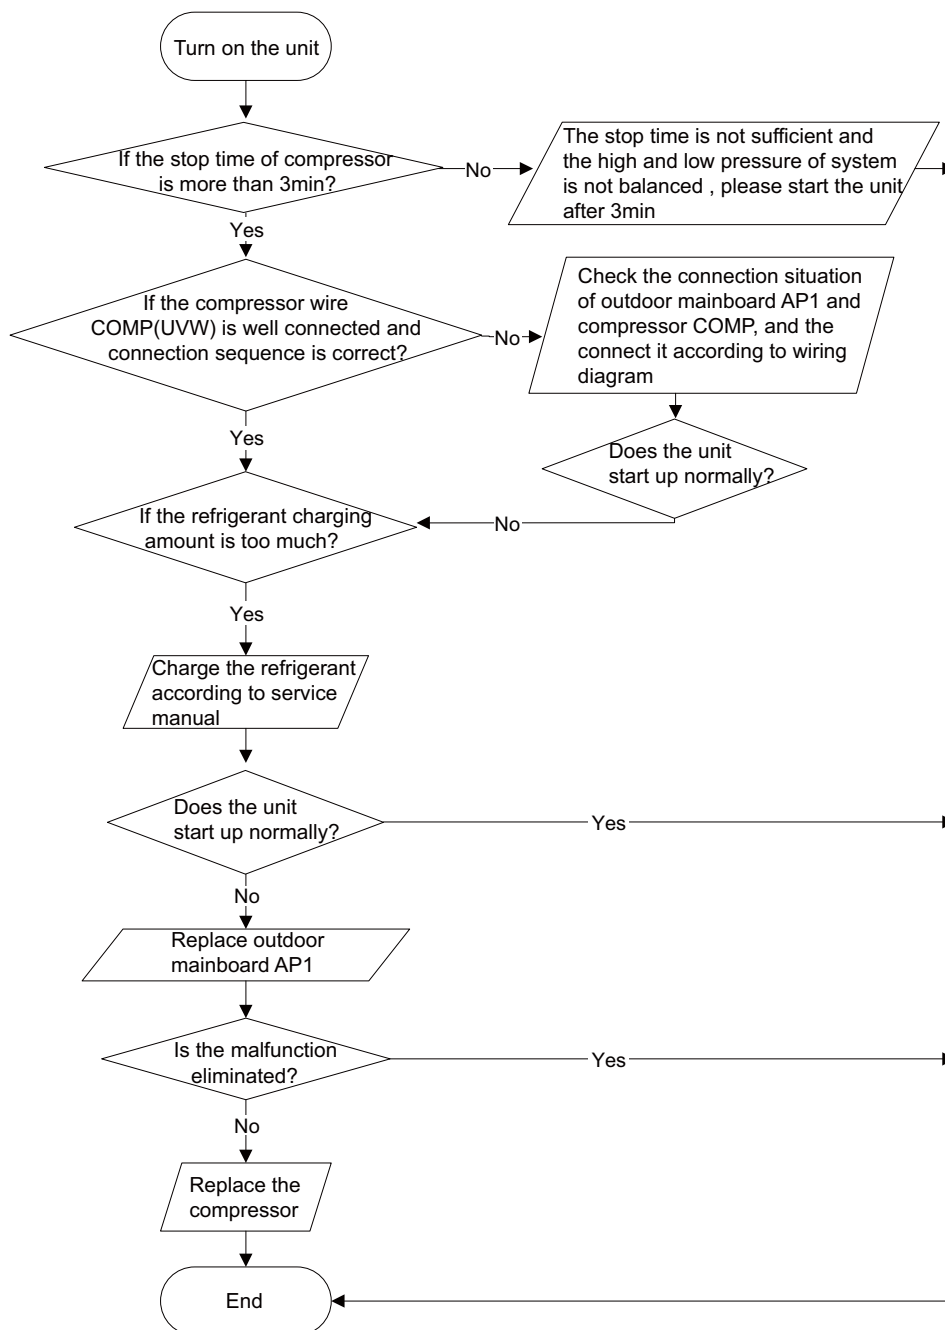 Turn on the unit
If the stop time of compressor
is more than 3min?
No
The stop time is not sufficient and
the high and low pressure of system
is not balanced , please start the unit
after 3min
Yes
If the compressor wire
COMP(UVW) is well connected and
connection sequence is correct?
No
Check the connection situation
of outdoor mainboard AP1 and
compressor COMP, and the
connect it according to wiring
diagram
Yes
Does the unit
start up normally?
If the refrigerant charging
amount is too much?
No
Yes
Charge the refrigerant
according to service
manual
Does the unit
start up normally?
Yes
No
Replace outdoor
mainboard AP1
Is the malfunction
eliminated?
Yes
No
Replace the
compressor
End